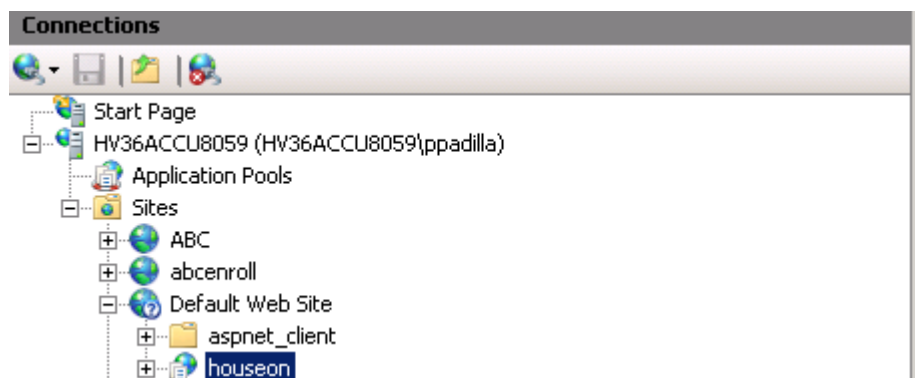 Connections
Start Page
HV36ACCU8059 (HV36ACCU8059\ppadilla)
Application Pools
Sites
ABC
abcenroll
Default Web Site
aspnet_client
houseon